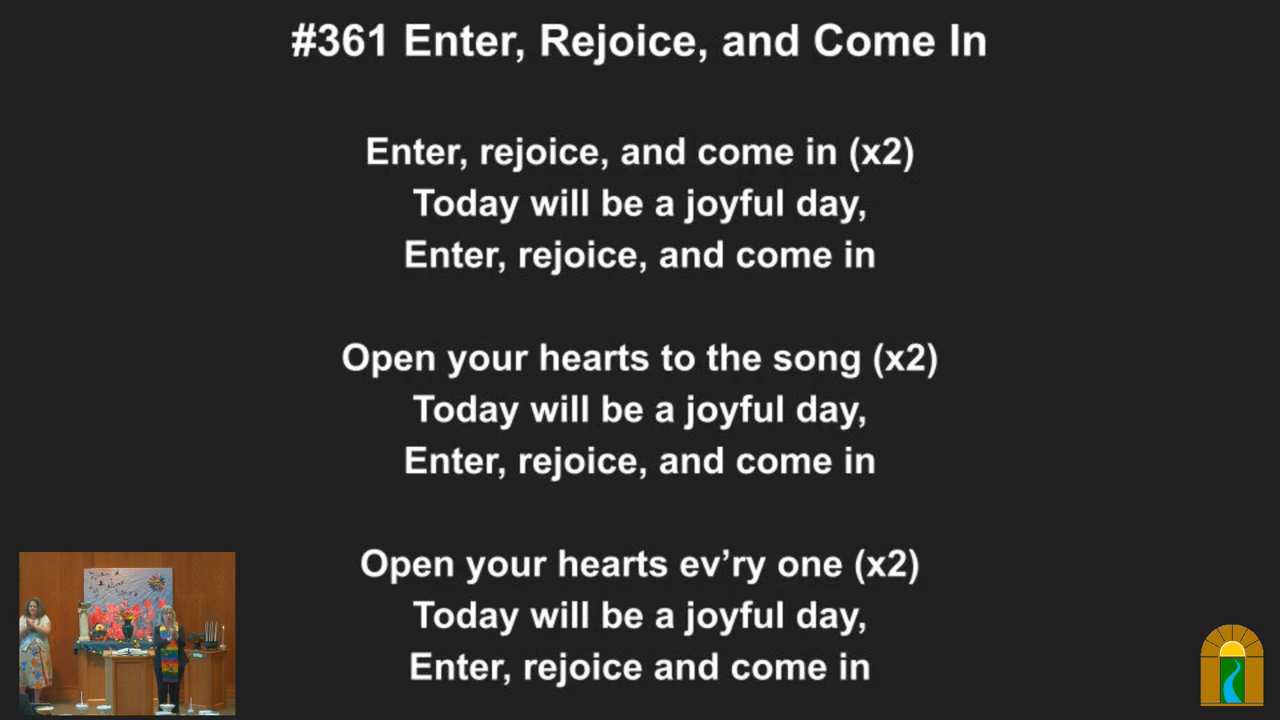 #361 Enter, Rejoice, and Come In
Enter, rejoice, and come in (x2)
Today will be a joyful day,
Enter, rejoice, and come in
Open your hearts to the song (x2)
Today will be a joyful day,
Enter, rejoice, and come in
Open your hearts ev’ry one (x2)
Today will be a joyful day,
Enter, rejoice and come in